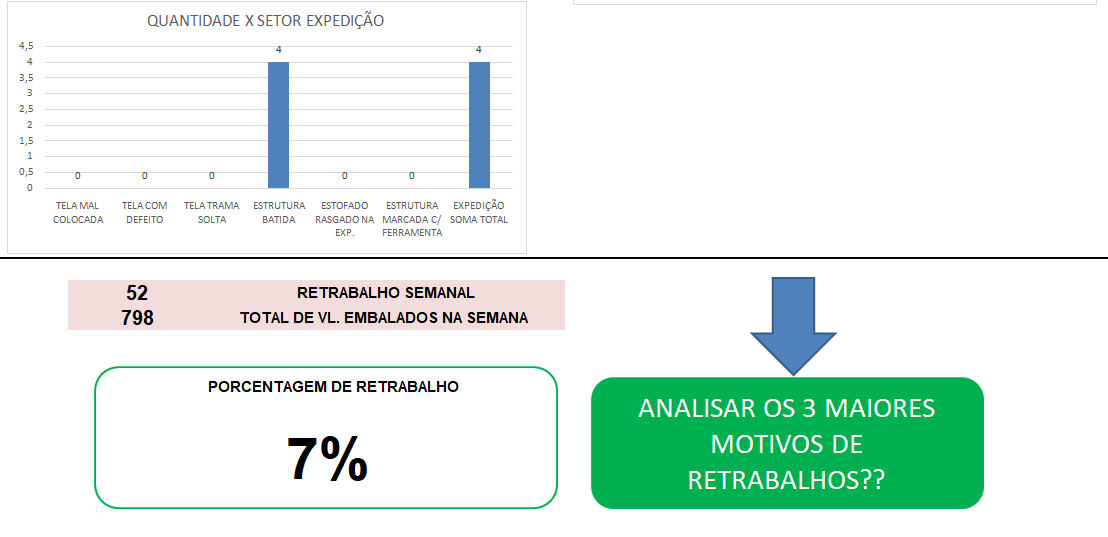 QUANTIDADE X SETOR EXPEDIÇÃO
4,5
4
3,5
3
2,5
2
1,5
1
0,5
0
0 0 0 4 0 0 4
TELA MAL COLOCADA
TELA COM DEFEITO
TELA TRAMA SOLTA
ESTRUTURA BATIDA
ESTOFADO RASGADO NA EXP.
ESTRUTURA MARCADA C/ FERRAMENTA
EXPEDIÇÃO SOMA TOTAL
52 RETRABALHO SEMANAL
798 TOTAL DE VL. EMBALADOS NA SEMANA
PORCENTAGEM DE RETRABALHO
7%
ANALISAR OS 3 MAIORES
MOTIVOS DE
RETRABALHOS??